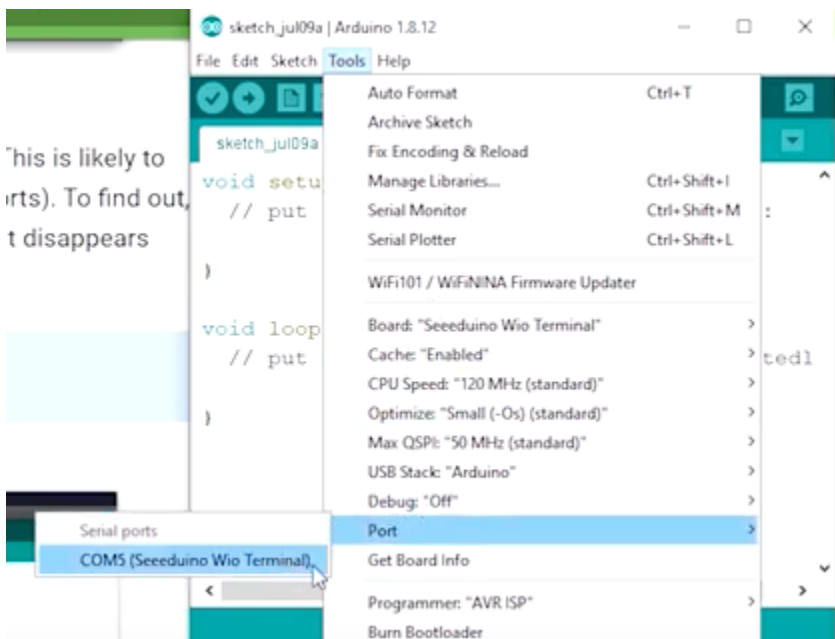 sketch_jul09a | Arduino 1.8.12
File Edit Sketch Tools Help
This is likely to
rts). To find out,
t disappears
sketch_jul09a
void setu
// put
:
}
void loop
// put
tedl
}
Auto Format Ctrl+T
Archive Sketch
Fix Encoding & Reload
Manage Libraries... Ctrl+Shift+I
Serial Monitor Ctrl+Shift+M
Serial Plotter Ctrl+Shift+L
WiFi101 / WiFiNINA Firmware Updater
Board: "Seeeduino Wio Terminal"
Cache: "Enabled"
CPU Speed: "120 MHz (standard)"
Optimize: "Small (-Os) (standard)"
Max QSPI: "50 MHz (standard)"
USB Stack: "Arduino"
Debug: "Off"
Port
Serial ports
COM5 (Seeeduino Wio Terminal)
Get Board Info
Programmer: "AVR ISP"
Burn Bootloader